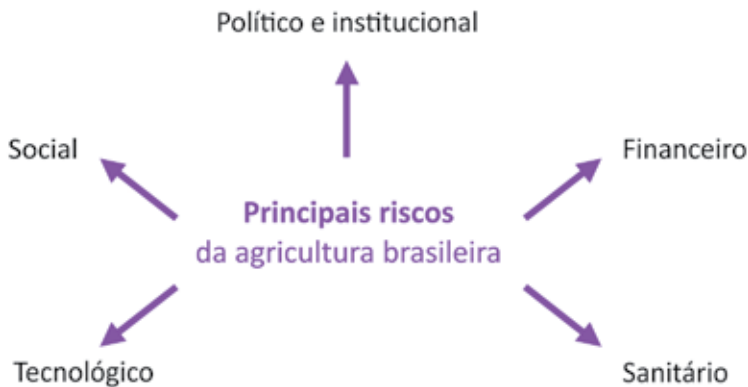 Político e institucional
Social
Financeiro
Principais riscos
da agricultura brasileira
Tecnológico
Sanitário